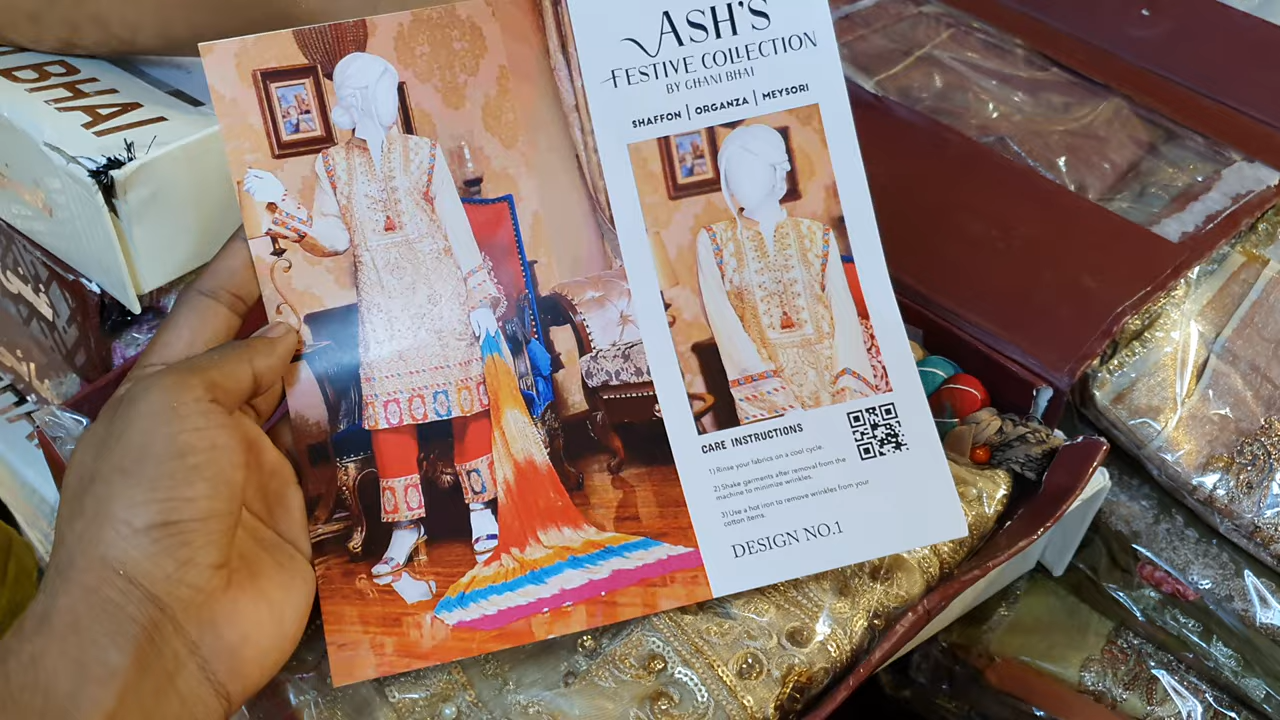 BHAI
ASH'S
FESTIVE COLLECTION
BY GHANI BHAI
SHAFFON | ORGANZA | MEYSORI
CARE INSTRUCTIONS
1) Rinse your fabrics on a cool cycle.
2) Shake garments after removal from the
machine to minimize wrinkles.
3) Use a hot iron to remove wrinkles from your
cotton items.
DESIGN NO.1